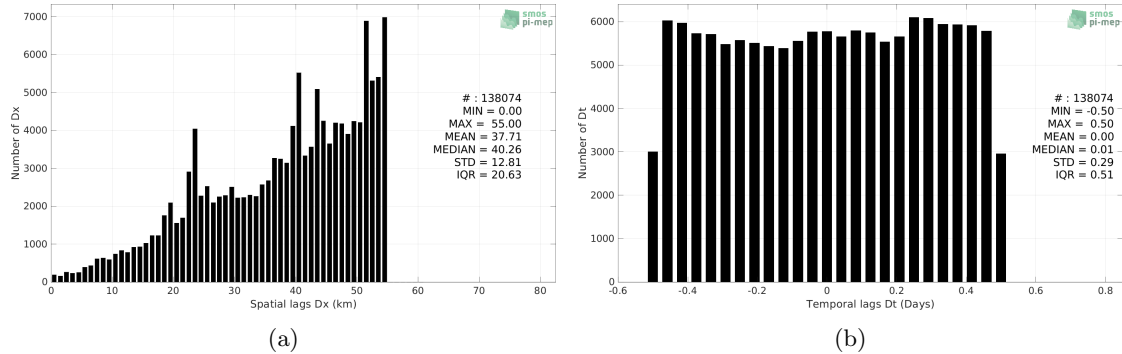 7000
6000
5000
4000
3000
2000
1000
0
Number of Dx
0 10 20 30 40 50 60 70 80
Spatial lags Dx (km)
smos
pi-mep
# : 138074
MIN = 0.00
MAX = 55.00
MEAN = 37.71
MEDIAN = 40.26
STD = 12.81
IQR = 20.63
(a)
6000
5000
4000
3000
2000
1000
0
Number of Dt
-0.6 -0.4 -0.2 0 0.2 0.4 0.6 0.8
Temporal lags Dt (Days)
smos
pi-mep
# : 138074
MIN = -0.50
MAX = 0.50
MEAN = 0.00
MEDIAN = 0.01
STD = 0.29
IQR = 0.51
(b)